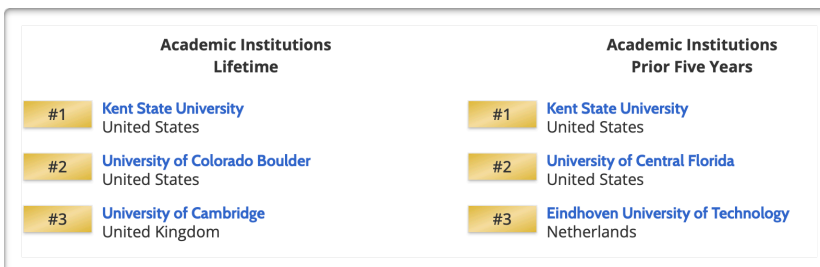 Academic Institutions
Lifetime
#1
Kent State University
United States
#2
University of Colorado Boulder
United States
#3
University of Cambridge
United Kingdom
Academic Institutions
Prior Five Years
#1
Kent State University
United States
#2
University of Central Florida
United States
#3
Eindhoven University of Technology
Netherlands